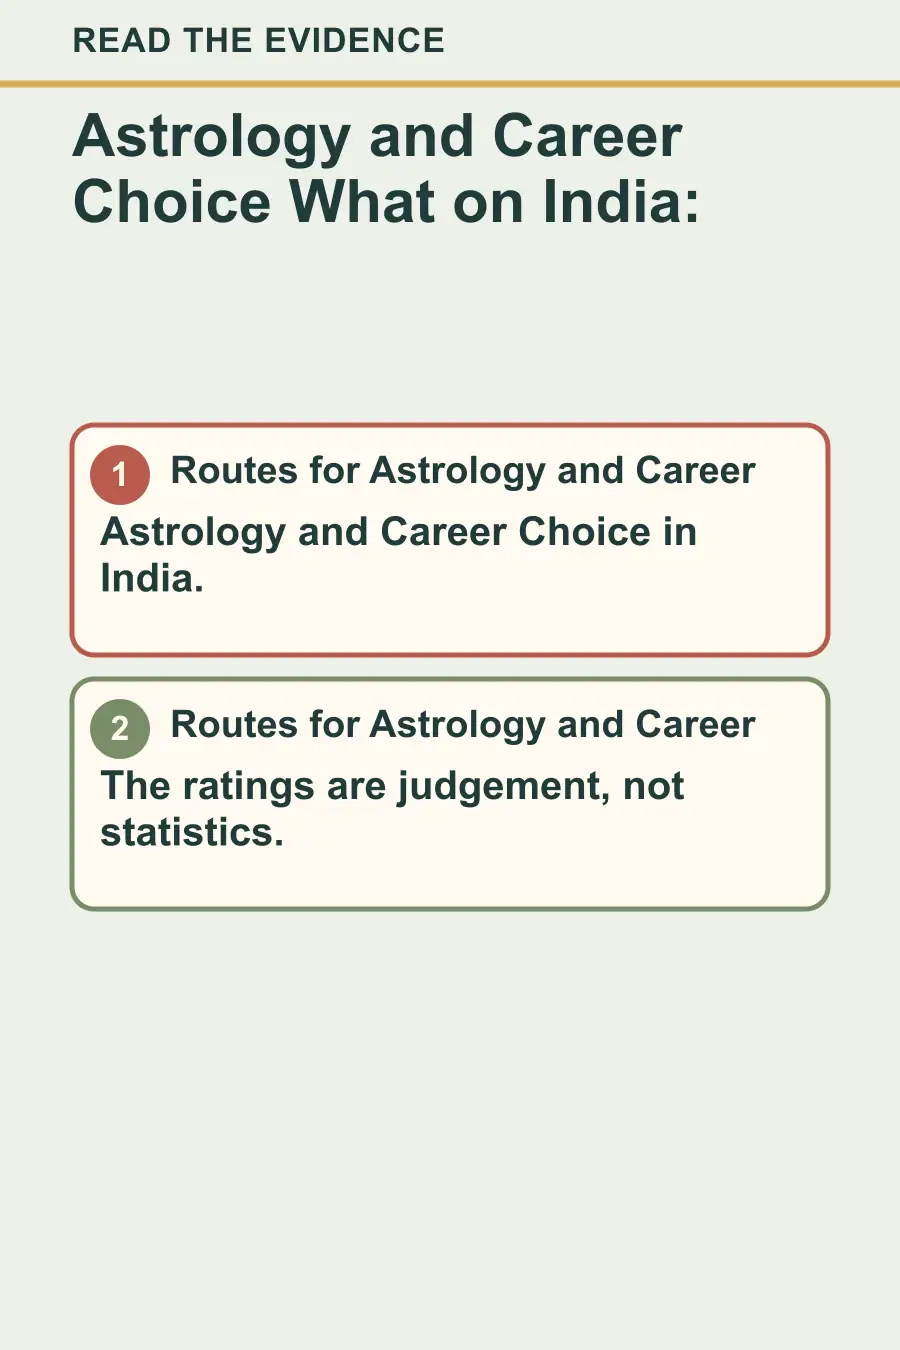 READ THE EVIDENCE
Astrology and Career
Choice What on India:
1 Routes for Astrology and Career
Astrology and Career Choice in
India.
2 Routes for Astrology and Career
The ratings are judgement, not
statistics.